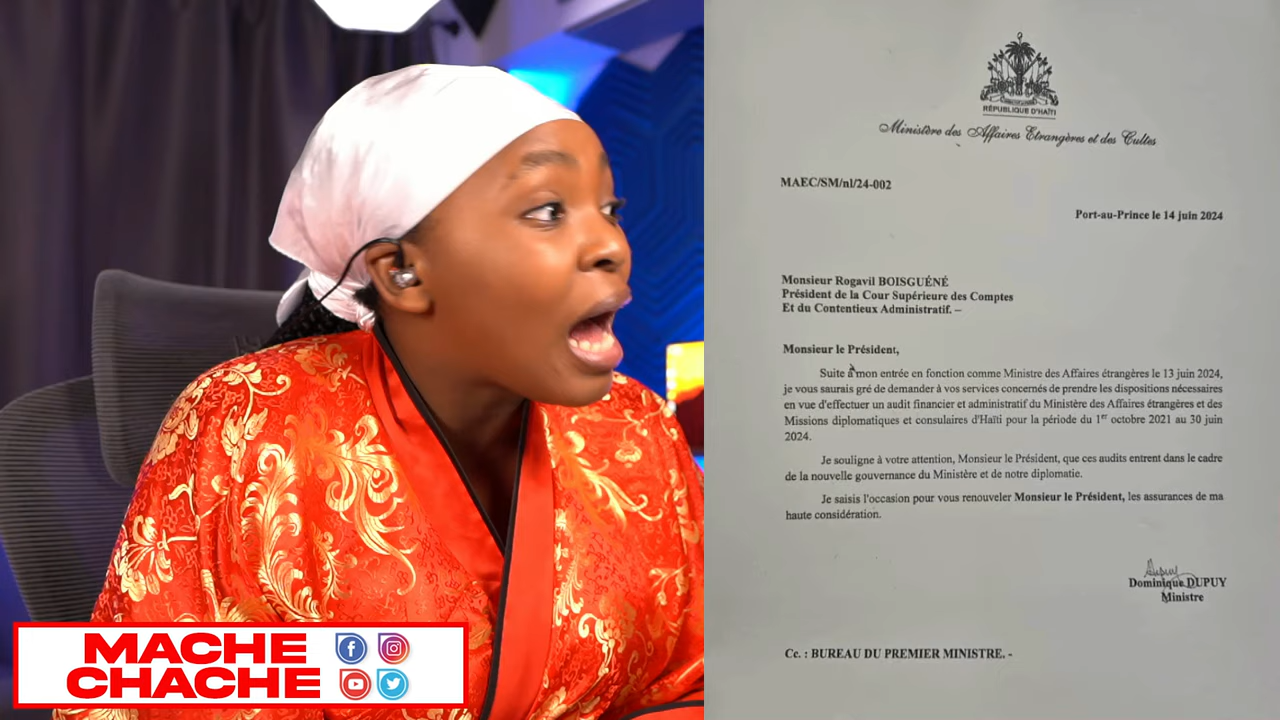 MACHE
CHACHE
RÉPUBLIQUE D'HAÏTI
Ministère des Affaires Etrangères et des Cultes
MAEC/SM/nl/24-002
Port-au-Prince le 14 juin 2024
Monsieur Rogavil BOISGUÉNÉ
Président de la Cour Supérieure des Comptes
Et du Contentieux Administratif. –
Monsieur le Président,
Suite à mon entrée en fonction comme Ministre des Affaires étrangères le 13 juin 2024,
je vous saurais gré de demander à vos services concernés de prendre les dispositions nécessaires
en vue d'effectuer un audit financier et administratif du Ministère des Affaires étrangères et des
Missions diplomatiques et consulaires d'Haïti pour la période du 1er octobre 2021 au 30 juin
2024.
Je souligne à votre attention, Monsieur le Président, que ces audits entrent dans le cadre
de la nouvelle gouvernance du Ministère et de notre diplomatie.
Je saisis l'occasion pour vous renouveler Monsieur le Président, les assurances de ma
haute considération.
Dupuy
Dominique DUPUY
Ministre
Cc. : BUREAU DU PREMIER MINISTRE. -